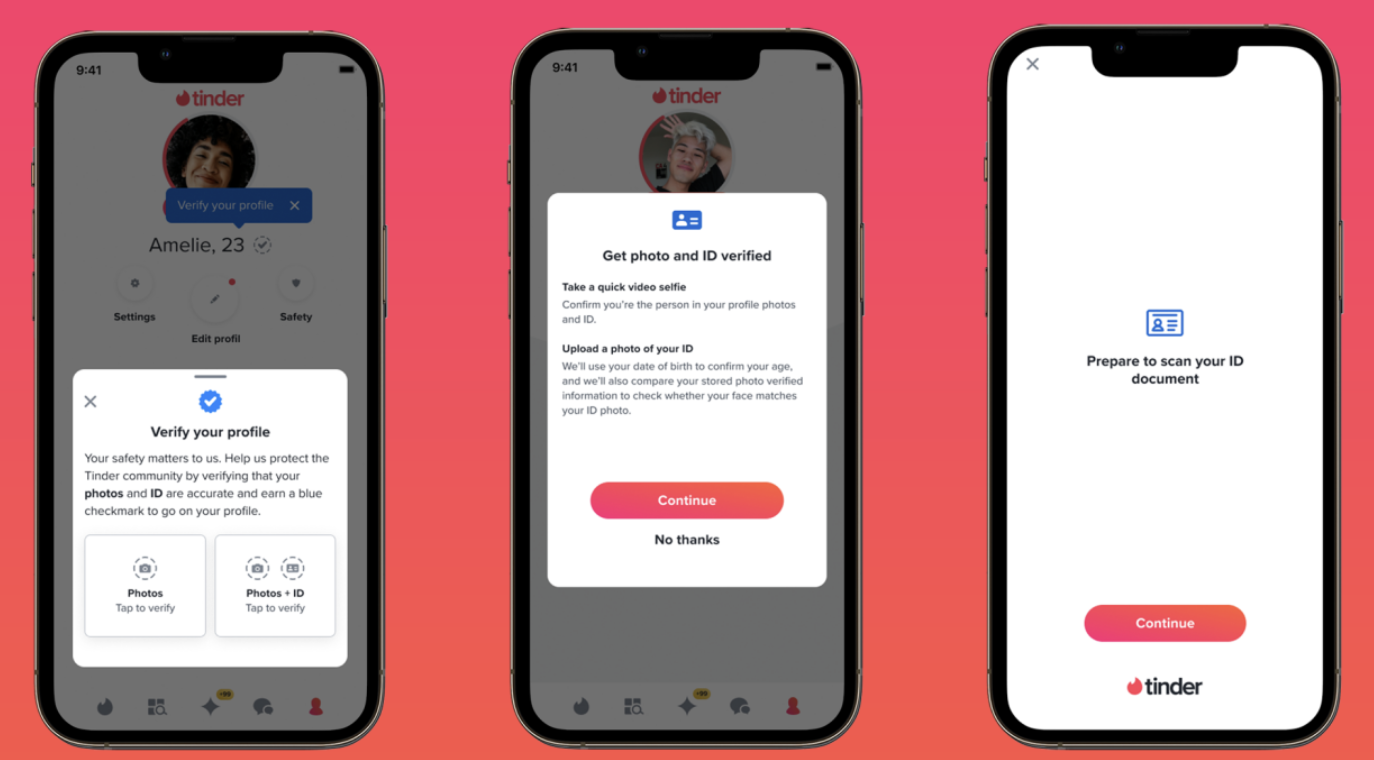 9:41
tinder
Verify your profile
Amelie, 23
Settings
Edit profil
Safety
Verify your profile
Your safety matters to us. Help us protect the
Tinder community by verifying that your
photos and ID are accurate and earn a blue
checkmark to go on your profile.
Photos
Tap to verify
Photos + ID
Tap to verify
9:41
tinder
Get photo and ID verified
Take a quick video selfie
Confirm you're the person in your profile photos
and ID.
Upload a photo of your ID
We'll use your date of birth to confirm your age,
and we'll also compare your stored photo verified
information to check whether your face matches
your ID photo.
Continue
No thanks
Prepare to scan your ID
document
Continue
tinder